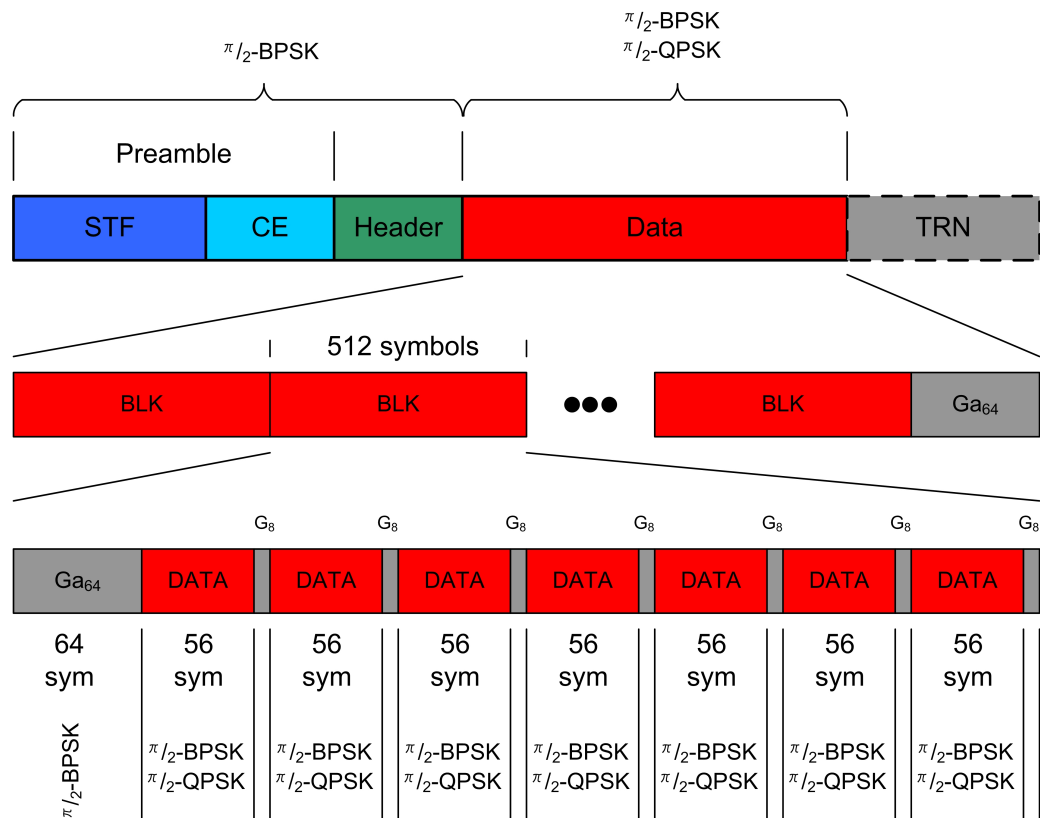 π/2-BPSK
π/2-BPSK
π/2-QPSK
Preamble
STF CE Header Data TRN
512 symbols
BLK BLK BLK Ga64
G8 G8 G8 G8 G8 G8 G8
Ga64 DATA DATA DATA DATA DATA DATA DATA
64 56 56 56 56 56 56 56
sym sym sym sym sym sym sym sym
π/2-BPSK
π/2-BPSK π/2-BPSK π/2-BPSK π/2-BPSK π/2-BPSK π/2-BPSK π/2-BPSK
π/2-QPSK π/2-QPSK π/2-QPSK π/2-QPSK π/2-QPSK π/2-QPSK π/2-QPSK